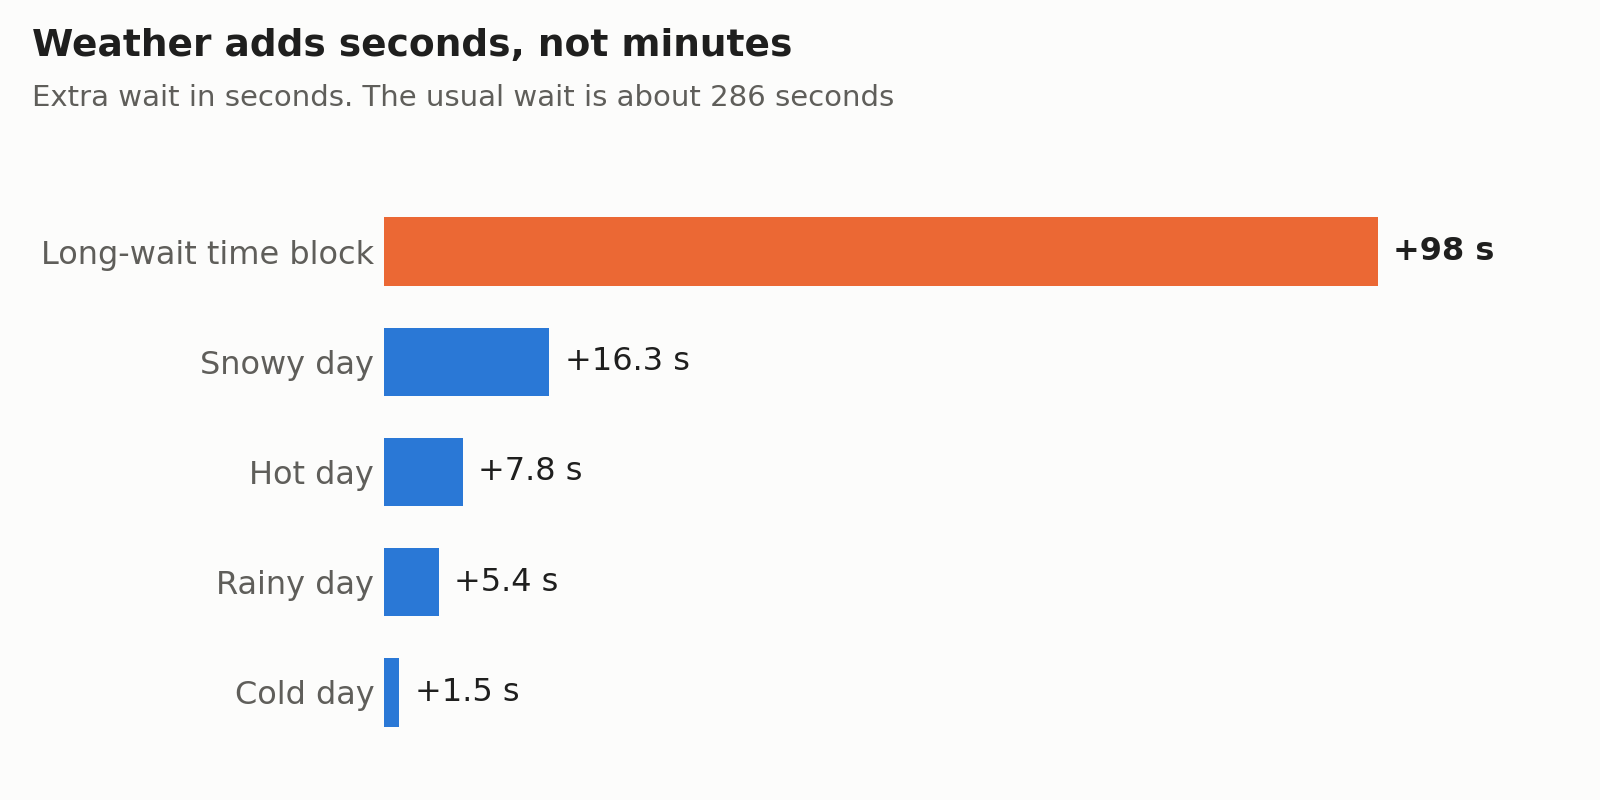 Weather adds seconds, not minutes
Extra wait in seconds. The usual wait is about 286 seconds
Long-wait time block +98 s
Snowy day +16.3 s
Hot day +7.8 s
Rainy day +5.4 s
Cold day +1.5 s